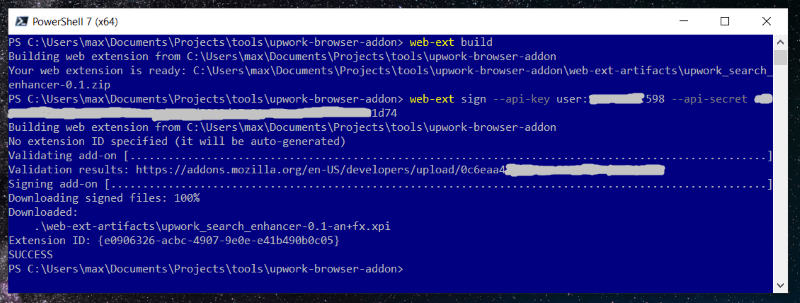 PowerShell 7 (x64)
PS C:\Users\max\Documents\Projects\tools\upwork-browser-addon> web-ext build
Building web extension from C:\Users\max\Documents\Projects\tools\upwork-browser-addon
Your web extension is ready: C:\Users\max\Documents\Projects\tools\upwork-browser-addon\web-ext-artifacts\upwork_search_
enhancer-0.1.zip
PS C:\Users\max\Documents\Projects\tools\upwork-browser-addon> web-ext sign --api-key user: 598 --api-secret
1d74
Building web extension from C:\Users\max\Documents\Projects\tools\upwork-browser-addon
No extension ID specified (it will be auto-generated)
Validating add-on [...............................................................................................]
Validation results: https://addons.mozilla.org/en-US/developers/upload/0c6eaa4
Signing add-on [..................................................................................................]
Downloading signed files: 100%
Downloaded:
.\web-ext-artifacts\upwork_search_enhancer-0.1-an+fx.xpi
Extension ID: {e0906326-acbc-4907-9e0e-e41b490b0c05}
SUCCESS
PS C:\Users\max\Documents\Projects\tools\upwork-browser-addon>